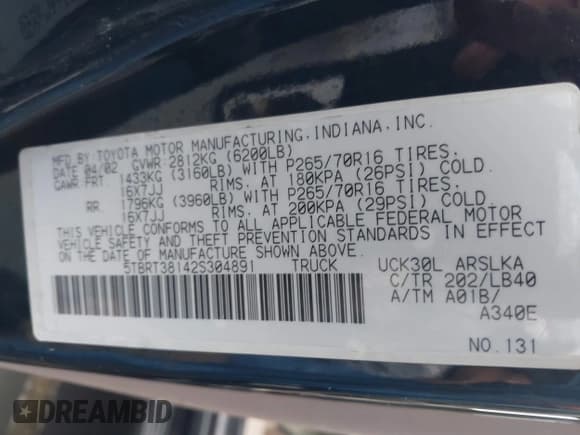 MFD.BY:TOYOTA MOTOR MANUFACTURING.INDIANA,INC.
DATE 04/02 GVWR 2812KG (6200LB)
GAWR:FRT. 1433KG (3160LB) WITH P265/70R16 TIRES.
16X7JJ RIMS. AT 180KPA (26PSI) COLD.
RR. 1796KG (3960LB) WITH P265/70R16 TIRES.
16X7JJ RIMS. AT 200KPA (29PSI) COLD
THIS VEHICLE CONFORMS TO ALL APPLICABLE FEDERAL MOTOR
VEHICLE SAFETY AND THEFT PREVENTION STANDARDS IN EFFECT
ON THE DATE OF MANUFACTURE SHOWN ABOVE.
5TBRT38142S304891 TRUCK UCK30L ARSLKA
C/TR 202/LB40
A/TM A01B/
A340E
NO.131
DREAMBID